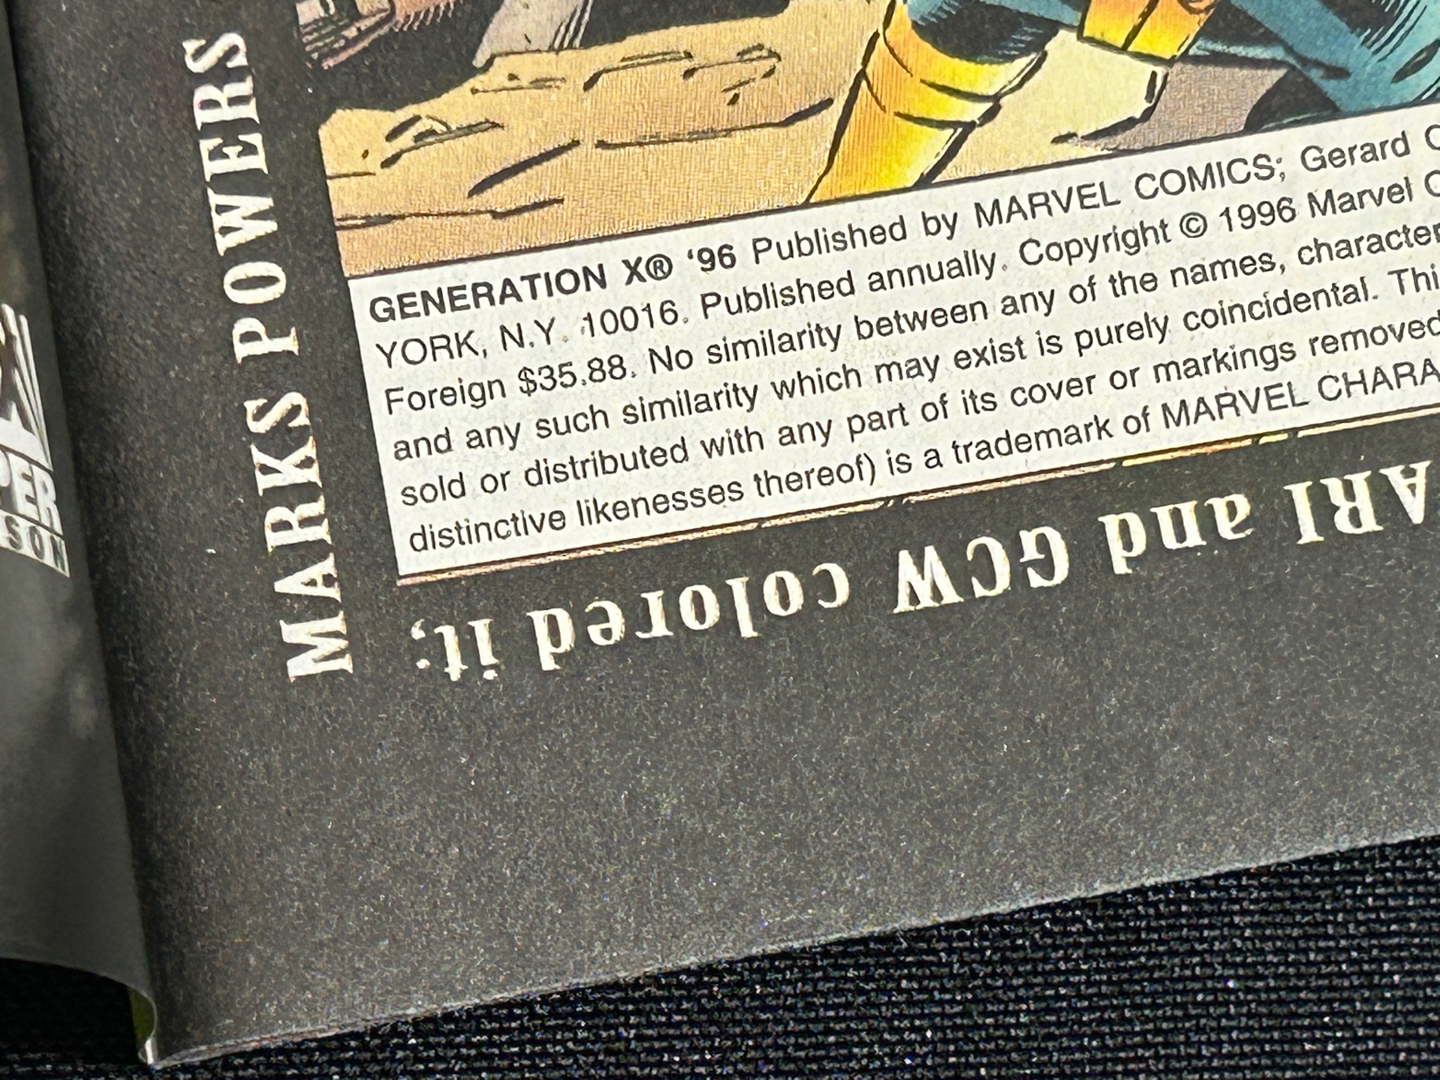 MARKS POWERS
GENERATION X® ‘96 Published by MARVEL COMICS; Gerard
YORK, N.Y. 10016. Published annually. Copyright © 1996 Marvel
Foreign $35.88. No similarity between any of the names, character
and any such similarity which may exist is purely coincidental. Thi
sold or distributed with any part of its cover or markings removed
distinctive likenesses thereof) is a trademark of MARVEL CHARA
ARI and GCW colored it;
PER
SON